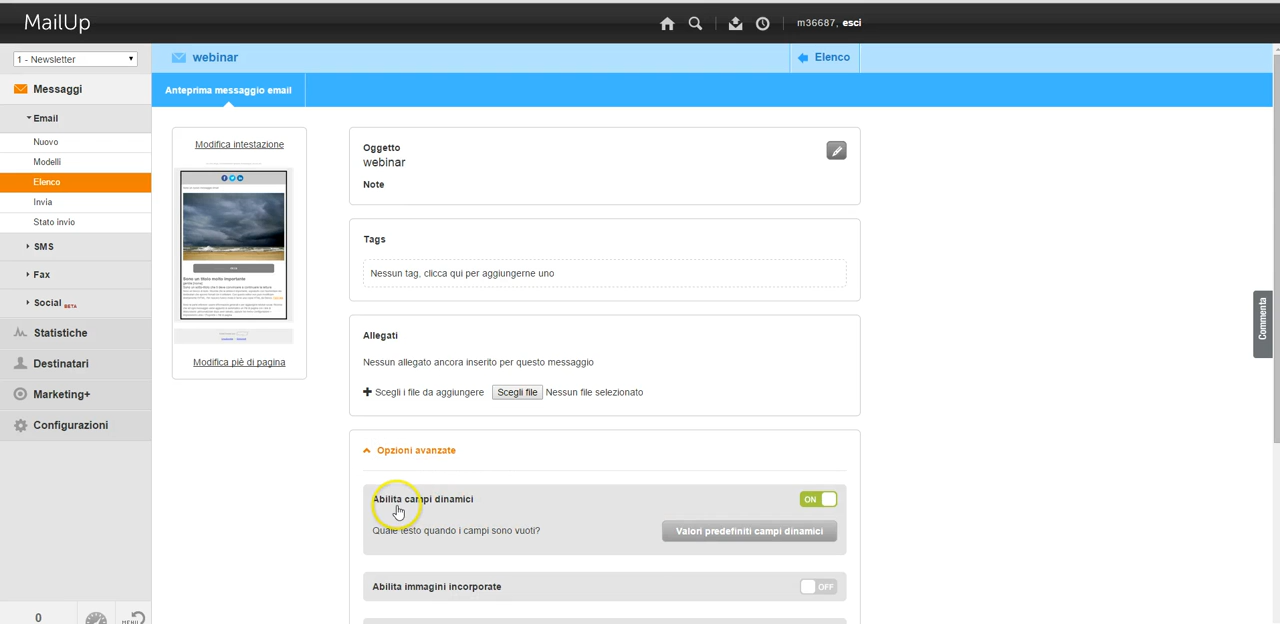 MailUp
m36687, esci
1 - Newsletter
webinar
Elenco
Messaggi
Anteprima messaggio email
Email
Nuovo
Modelli
Elenco
Invia
Stato invio
SMS
Fax
Social BETA
Statistiche
Destinatari
Marketing+
Configurazioni
0
MENU
Modifica intestazione
Modifica piè di pagina
Oggetto
webinar
Note
Tags
Nessun tag, clicca qui per aggiungerne uno
Allegati
Nessun allegato ancora inserito per questo messaggio
Scegli i file da aggiungere Scegli file Nessun file selezionato
Opzioni avanzate
Abilita campi dinamici ON
Quale testo quando i campi sono vuoti? Valori predefiniti campi dinamici
Abilita immagini incorporate OFF
Commenta